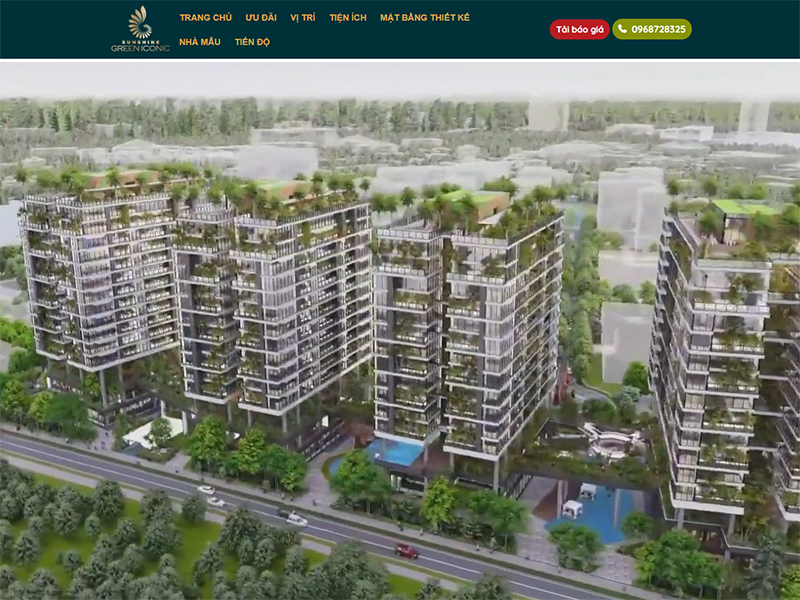 SUNSHINE
GREEN ICONIC
TRANG CHỦ ƯU ĐÃI VỊ TRÍ TIỆN ÍCH MẶT BẰNG THIẾT KẾ
NHÀ MẪU TIẾN ĐỘ
Tải báo giá 0968728325